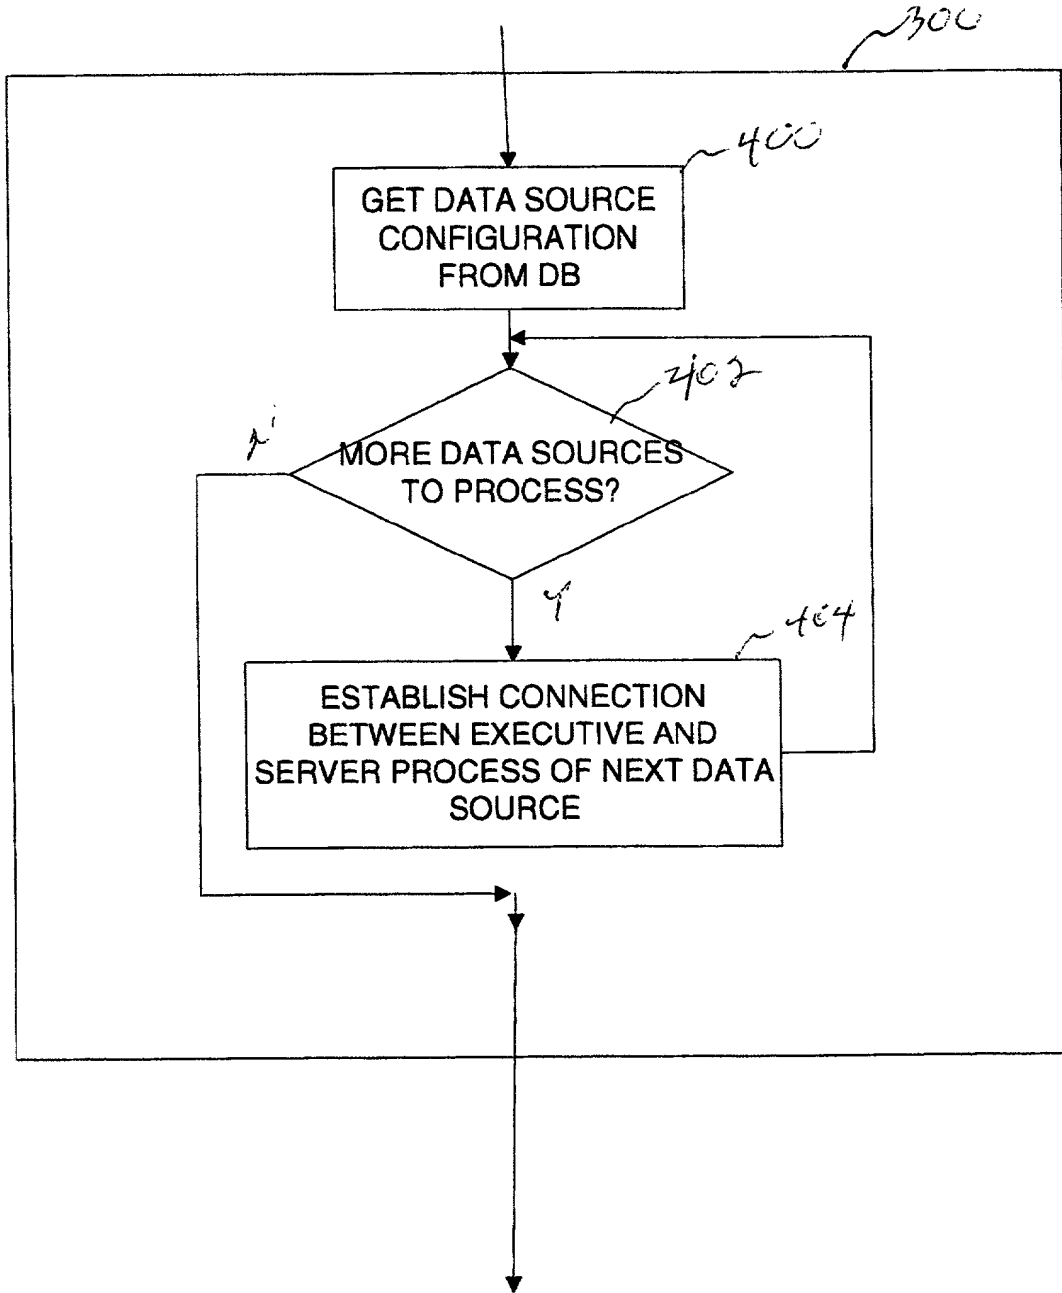 300
400
GET DATA SOURCE
CONFIGURATION
FROM DB
402
MORE DATA SOURCES
TO PROCESS?
Y
404
ESTABLISH CONNECTION
BETWEEN EXECUTIVE AND
SERVER PROCESS OF NEXT DATA
SOURCE